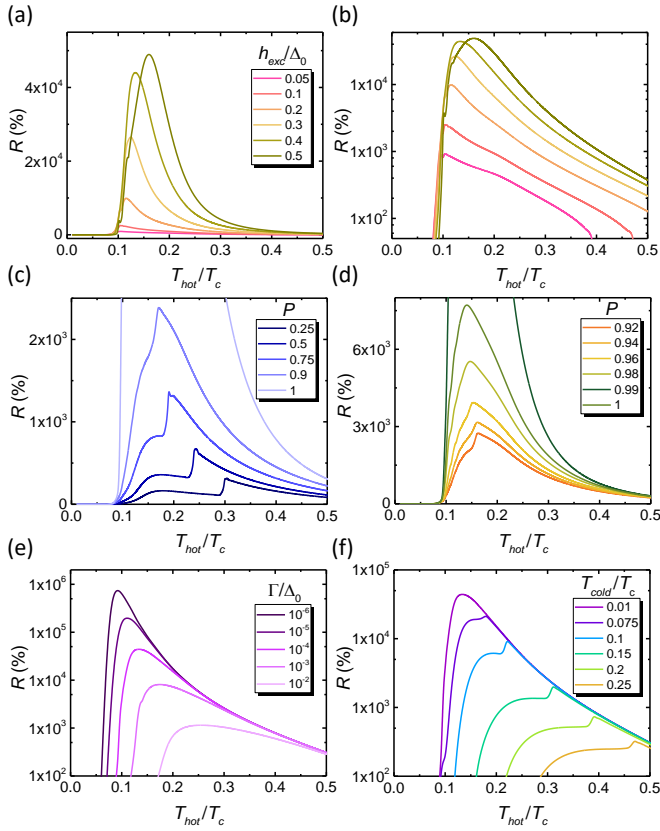 (a)
h_exc/Δ_0
0.05
0.1
0.2
0.3
0.4
0.5
R (%)
4x10^4
2x10^4
0
0.0 0.1 0.2 0.3 0.4 0.5
T_hot/T_c
(b)
R (%)
1x10^4
1x10^3
1x10^2
0.0 0.1 0.2 0.3 0.4 0.5
T_hot/T_c
(c)
P
0.25
0.5
0.75
0.9
1
R (%)
2x10^3
1x10^3
0
0.0 0.1 0.2 0.3 0.4 0.5
T_hot/T_c
(d)
P
0.92
0.94
0.96
0.98
0.99
1
R (%)
6x10^3
3x10^3
0
0.0 0.1 0.2 0.3 0.4 0.5
T_hot/T_c
(e)
Γ/Δ_0
10^-6
10^-5
10^-4
10^-3
10^-2
R (%)
1x10^6
1x10^5
1x10^4
1x10^3
1x10^2
0.0 0.1 0.2 0.3 0.4 0.5
T_hot/T_c
(f)
T_cold/T_c
0.01
0.075
0.1
0.15
0.2
0.25
R (%)
1x10^5
1x10^4
1x10^3
1x10^2
0.0 0.1 0.2 0.3 0.4 0.5
T_hot/T_c